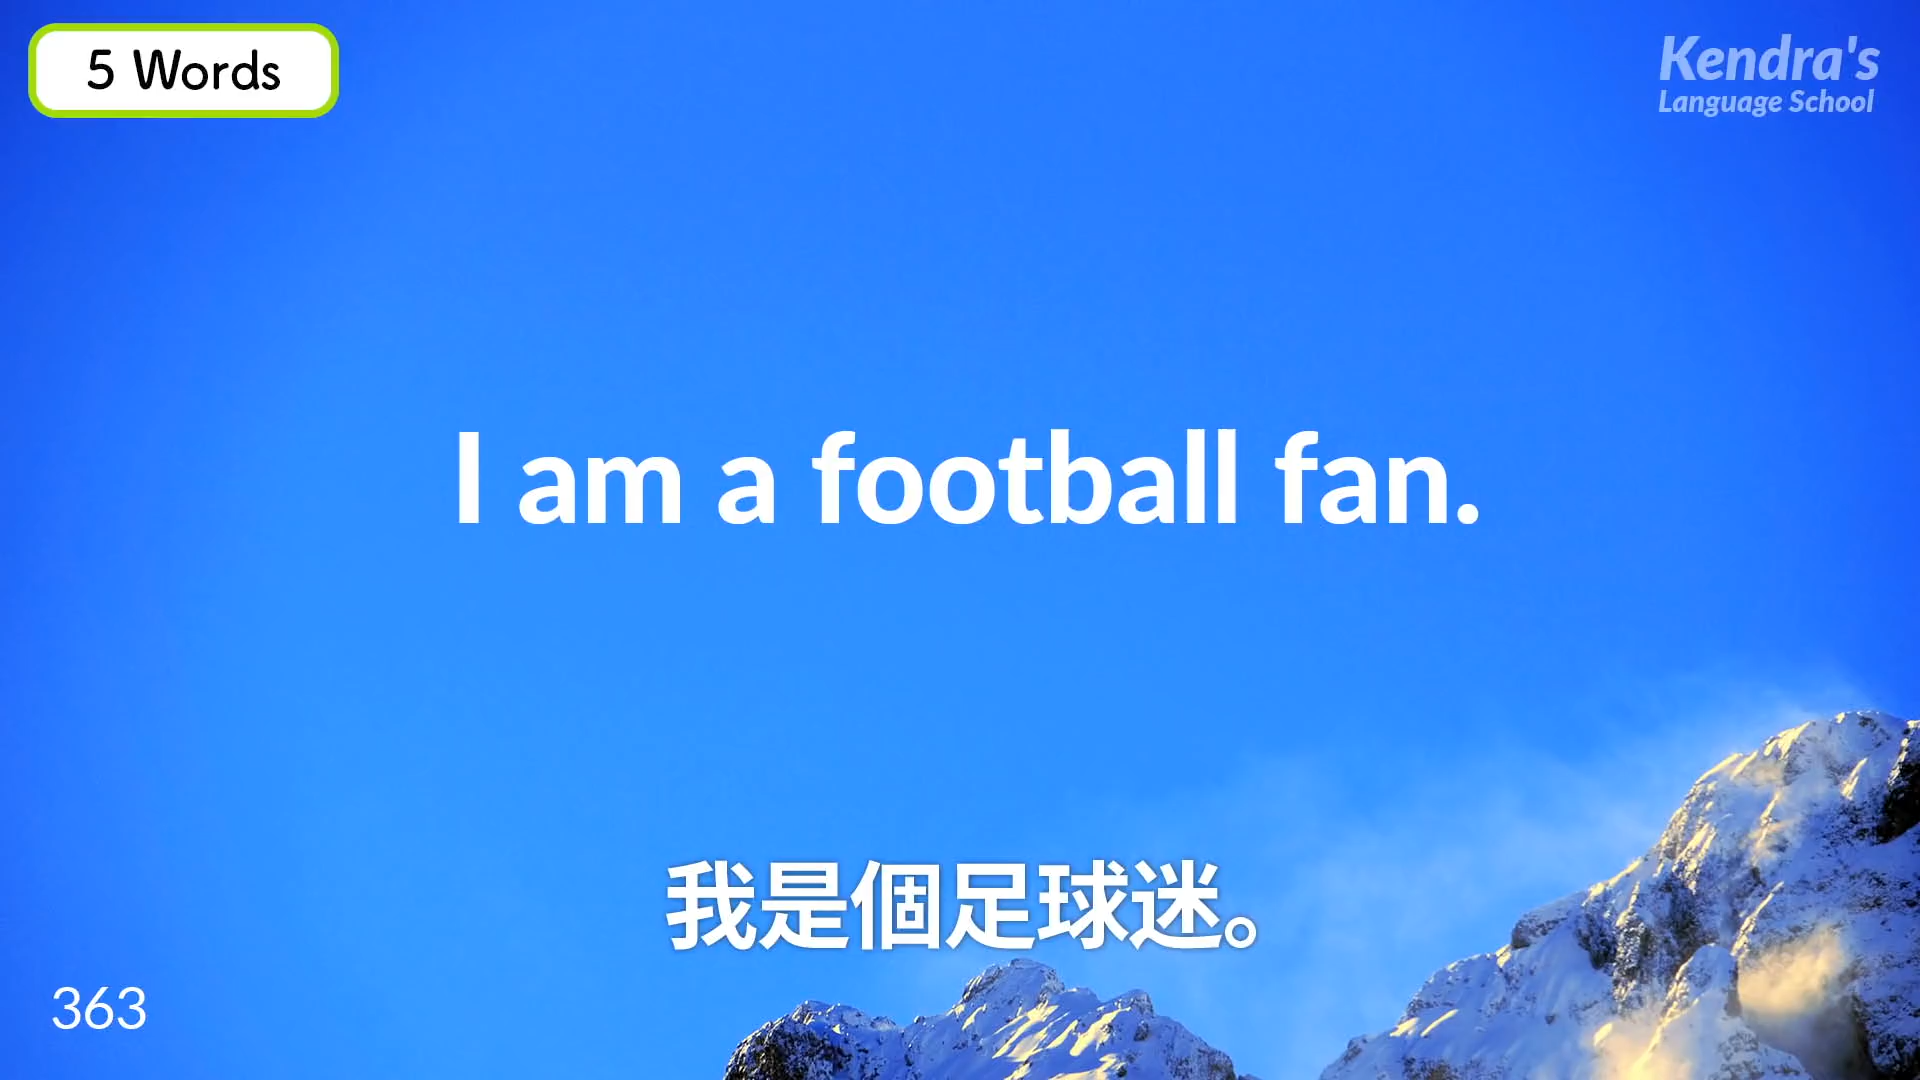 5 Words
Kendra's
Language School
I am a football fan.
我是個足球迷。
363